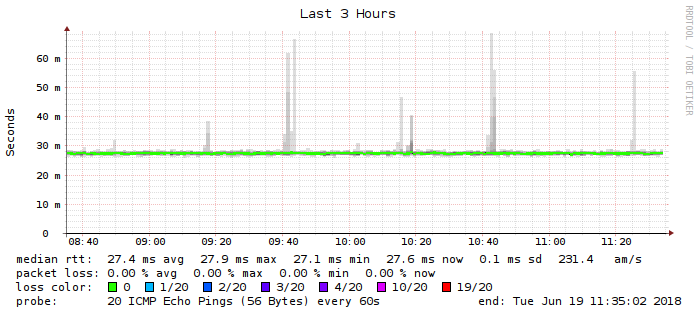 Last 3 Hours
RRDTOOL / TOBI OETIKER
Seconds
60 m
50 m
40 m
30 m
20 m
10 m
0
08:40 09:00 09:20 09:40 10:00 10:20 10:40 11:00 11:20
median rtt: 27.4 ms avg 27.9 ms max 27.1 ms min 27.6 ms now 0.1 ms sd 231.4 am/s
packet loss: 0.00 % avg 0.00 % max 0.00 % min 0.00 % now
loss color: 0 1/20 2/20 3/20 4/20 10/20 19/20
probe: 20 ICMP Echo Pings (56 Bytes) every 60s end: Tue Jun 19 11:35:02 2018